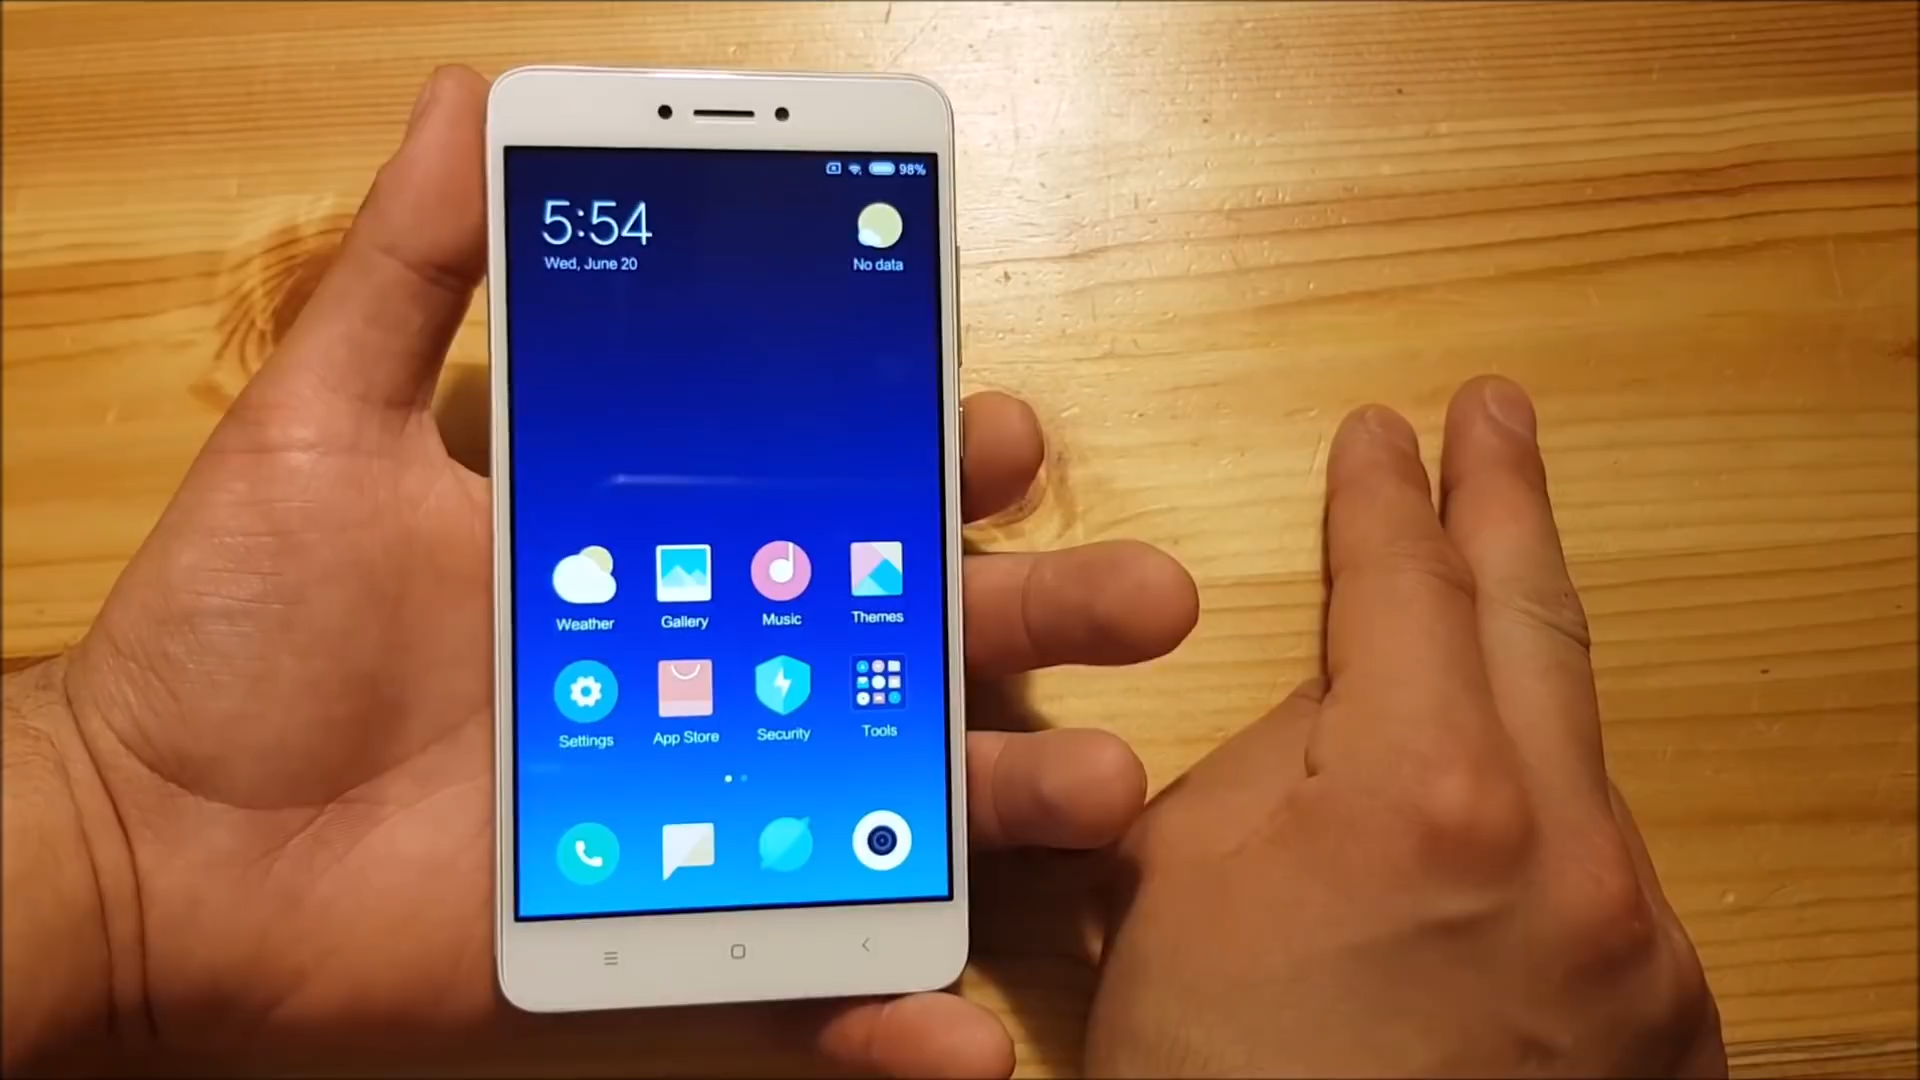 98%
5:54
Wed, June 20
No data
Weather
Gallery
Music
Themes
Settings
App Store
Security
Tools